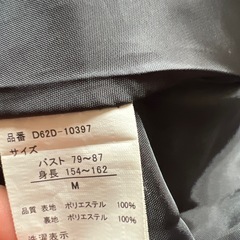 品番 D62D-10397
サイズ
バスト 79～87
身長 154～162
M
品質 表地 ポリエステル 100%
裏地 ポリエステル 100%
洗濯表示